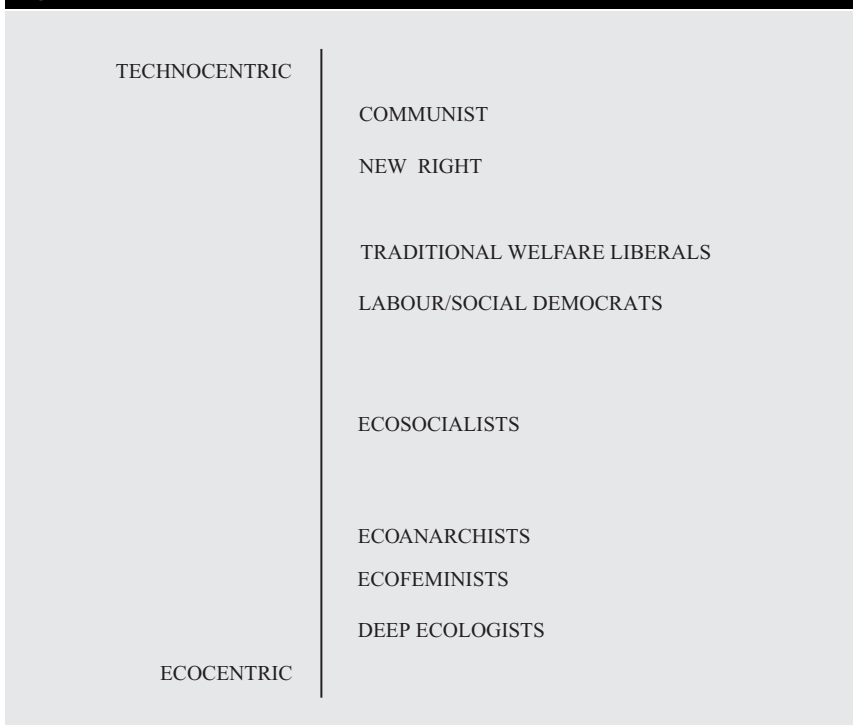 TECHNOCENTRIC
COMMUNIST
NEW RIGHT
TRADITIONAL WELFARE LIBERALS
LABOUR/SOCIAL DEMOCRATS
ECOSOCIALISTS
ECOANARCHISTS
ECOFEMINISTS
DEEP ECOLOGISTS
ECOCENTRIC